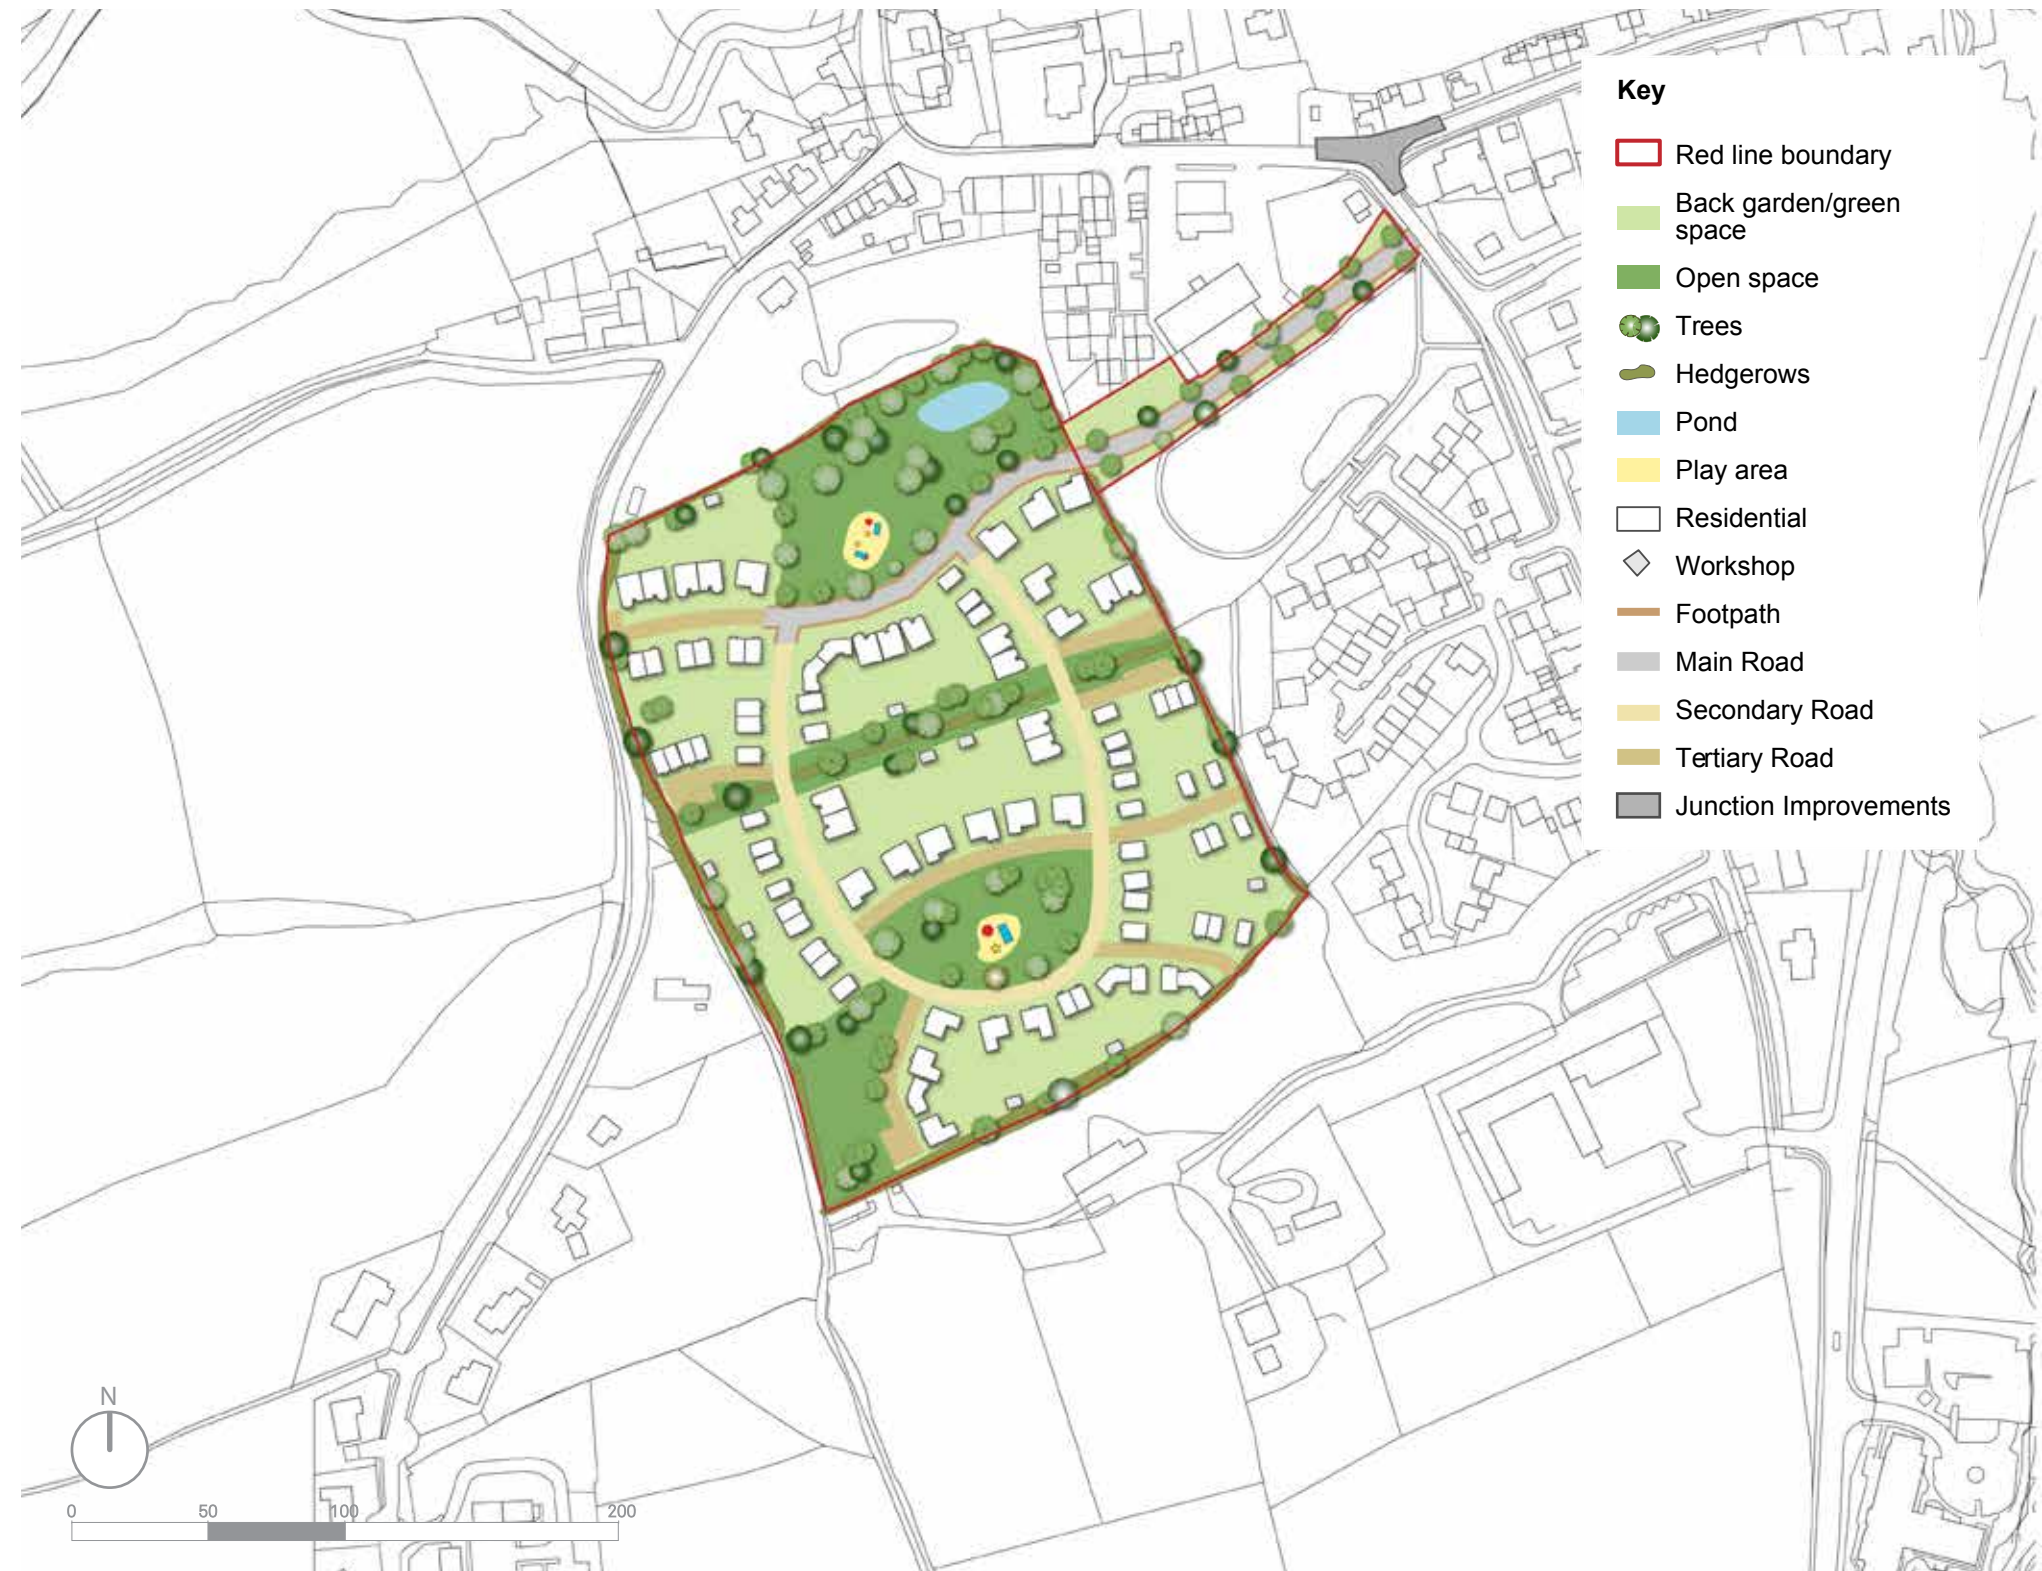 Key
Red line boundary
Back garden/green
space
Open space
Trees
Hedgerows
Pond
Play area
Residential
Workshop
Footpath
Main Road
Secondary Road
Tertiary Road
Junction Improvements
N
0 50 100 200